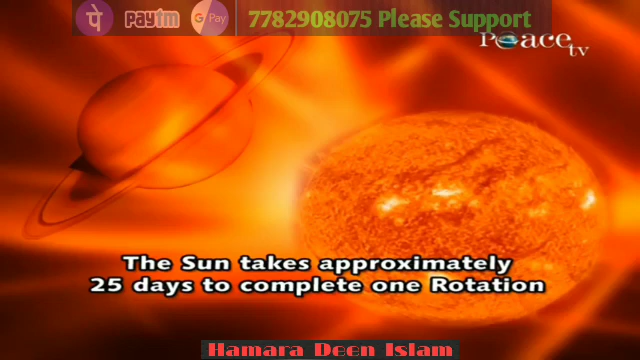 पे paytm G Pay 7782908075 Please Support
Peace tv
The Sun takes approximately
25 days to complete one Rotation
Hamara Deen Islam